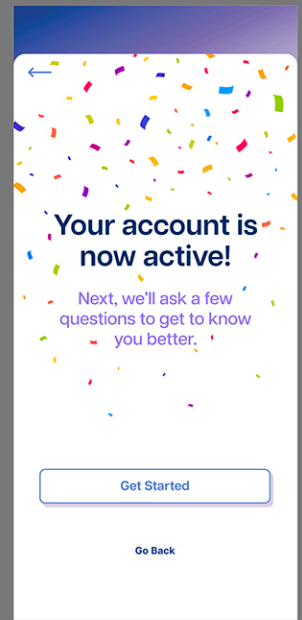 Your account is
now active!
Next, we'll ask a few
questions to get to know
you better.
Get Started
Go Back